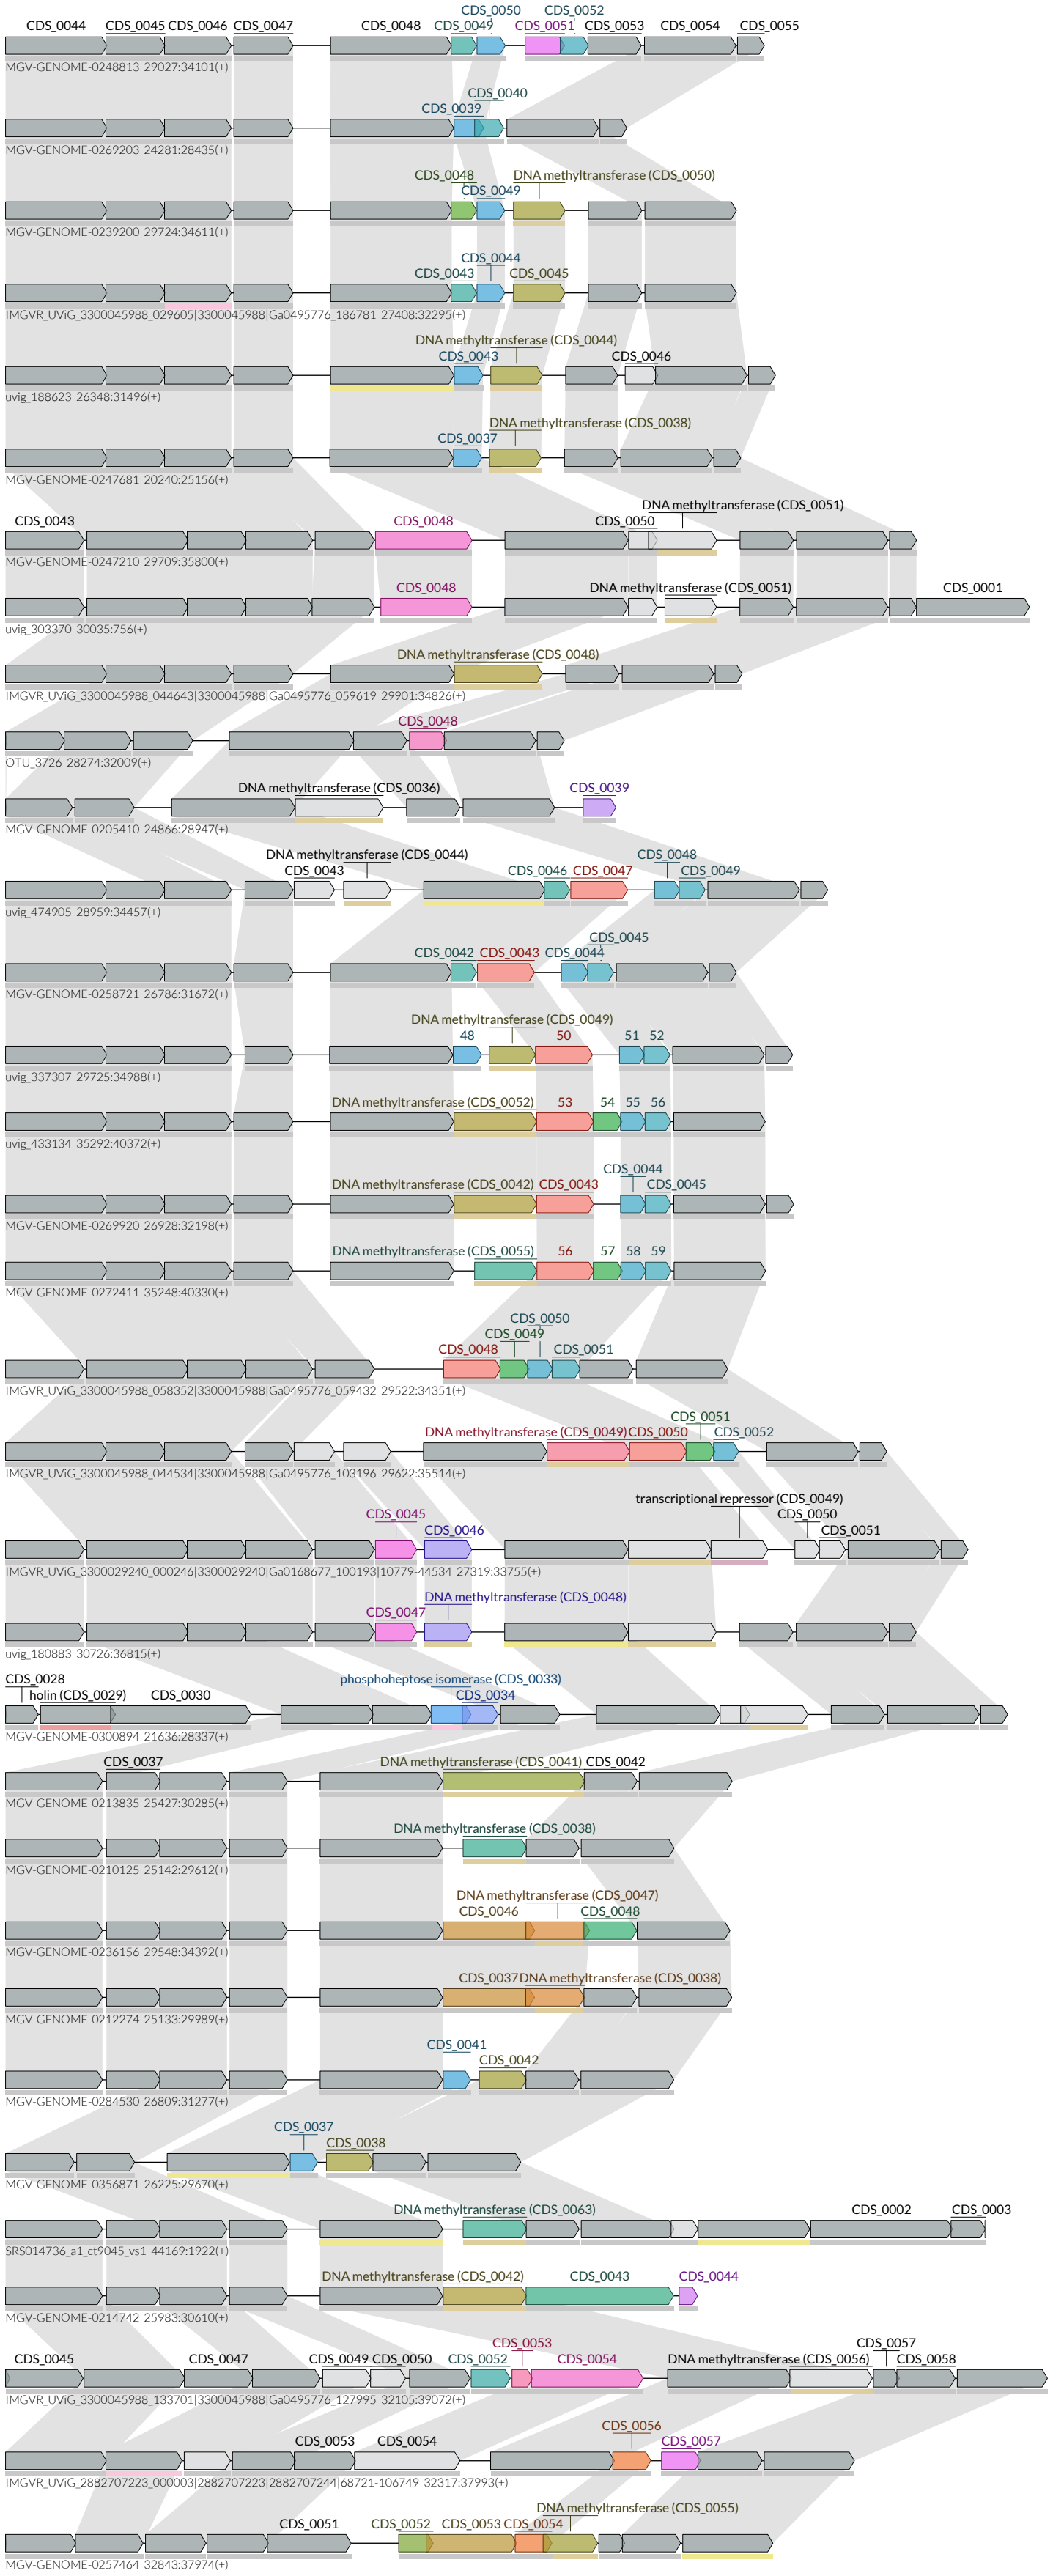 CDS_0050 CDS_0052
CDS_0044 CDS_0045 CDS_0046 CDS_0047 CDS_0048 CDS_0049 CDS_0051 CDS_0053 CDS_0054 CDS_0055
MGV-GENOME-0248813 29027:34101(+)
CDS_0040
CDS_0039
MGV-GENOME-0269203 24281:28435(+)
CDS_0048 DNA methyltransferase (CDS_0050)
CDS_0049
MGV-GENOME-0239200 29724:34611(+)
CDS_0044
CDS_0043 CDS_0045
IMGVR_UViG_3300045988_029605|3300045988|Ga0495776_186781 27408:32295(+)
DNA methyltransferase (CDS_0044)
CDS_0043 CDS_0046
uvig_188623 26348:31496(+)
DNA methyltransferase (CDS_0038)
CDS_0037
MGV-GENOME-0247681 20240:25156(+)
DNA methyltransferase (CDS_0051)
CDS_0043 CDS_0048 CDS_0050
MGV-GENOME-0247210 29709:35800(+)
CDS_0048 DNA methyltransferase (CDS_0051) CDS_0001
uvig_303370 30035:756(+)
DNA methyltransferase (CDS_0048)
IMGVR_UViG_3300045988_044643|3300045988|Ga0495776_059619 29901:34826(+)
CDS_0048
OTU_3726 28274:32009(+)
DNA methyltransferase (CDS_0036) CDS_0039
MGV-GENOME-0205410 24866:28947(+)
DNA methyltransferase (CDS_0044) CDS_0048
CDS_0043 CDS_0046 CDS_0047 CDS_0049
uvig_474905 28959:34457(+)
CDS_0045
CDS_0042 CDS_0043 CDS_0044
MGV-GENOME-0258721 26786:31672(+)
DNA methyltransferase (CDS_0049)
48 50 51 52
uvig_337307 29725:34988(+)
DNA methyltransferase (CDS_0052) 53 54 55 56
uvig_433134 35292:40372(+)
CDS_0044
DNA methyltransferase (CDS_0042) CDS_0043 CDS_0045
MGV-GENOME-0269920 26928:32198(+)
DNA methyltransferase (CDS_0055) 56 57 58 59
MGV-GENOME-0272411 35248:40330(+)
CDS_0050
CDS_0049
CDS_0048 CDS_0051
IMGVR_UViG_3300045988_058352|3300045988|Ga0495776_059432 29522:34351(+)
CDS_0051
DNA methyltransferase (CDS_0049) CDS_0050 CDS_0052
IMGVR_UViG_3300045988_044534|3300045988|Ga0495776_103196 29622:35514(+)
transcriptional repressor (CDS_0049)
CDS_0045 CDS_0050
CDS_0046 CDS_0051
IMGVR_UViG_3300029240_000246|3300029240|Ga0168677_100193|10779-44534 27319:33755(+)
DNA methyltransferase (CDS_0048)
CDS_0047
uvig_180883 30726:36815(+)
CDS_0028 phosphoheptose isomerase (CDS_0033)
holin (CDS_0029) CDS_0030 CDS_0034
MGV-GENOME-0300894 21636:28337(+)
CDS_0037 DNA methyltransferase (CDS_0041) CDS_0042
MGV-GENOME-0213835 25427:30285(+)
DNA methyltransferase (CDS_0038)
MGV-GENOME-0210125 25142:29612(+)
DNA methyltransferase (CDS_0047)
CDS_0046 CDS_0048
MGV-GENOME-0236156 29548:34392(+)
CDS_0037 DNA methyltransferase (CDS_0038)
MGV-GENOME-0212274 25133:29989(+)
CDS_0041
CDS_0042
MGV-GENOME-0284530 26809:31277(+)
CDS_0037
CDS_0038
MGV-GENOME-0356871 26225:29670(+)
DNA methyltransferase (CDS_0063) CDS_0002 CDS_0003
SRS014736_a1_ct9045_vs1 44169:1922(+)
DNA methyltransferase (CDS_0042) CDS_0043 CDS_0044
MGV-GENOME-0214742 25983:30610(+)
CDS_0053 CDS_0057
CDS_0045 CDS_0047 CDS_0049 CDS_0050 CDS_0052 CDS_0054 DNA methyltransferase (CDS_0056) CDS_0058
IMGVR_UViG_3300045988_133701|3300045988|Ga0495776_127995 32105:39072(+)
CDS_0056
CDS_0053 CDS_0054 CDS_0057
IMGVR_UViG_2882707223_000003|2882707223|2882707244|68721-106749 32317:37993(+)
DNA methyltransferase (CDS_0055)
CDS_0051 CDS_0052 CDS_0053 CDS_0054
MGV-GENOME-0257464 32843:37974(+)